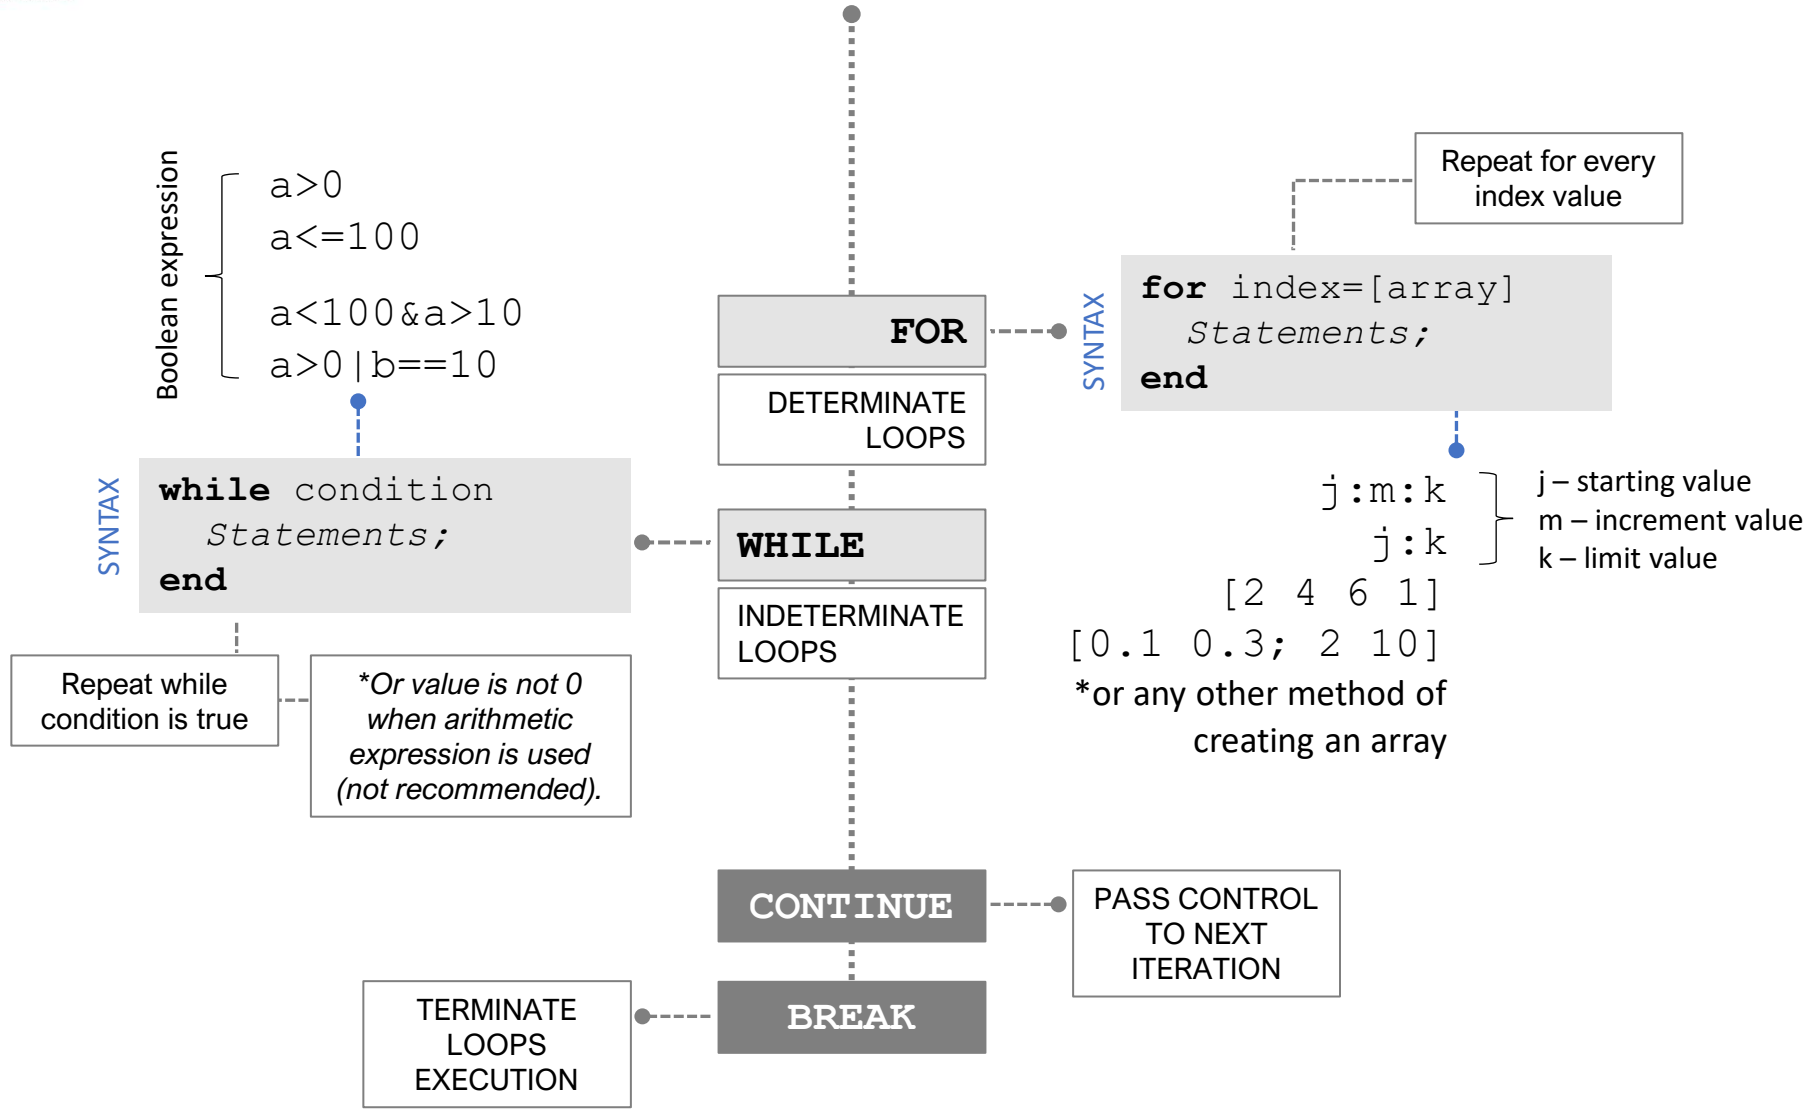 Boolean expression
a>0
a<=100
a<100&a>10
a>0|b==10
SYNTAX
while condition
Statements;
end
Repeat while
condition is true
*Or value is not 0
when arithmetic
expression is used
(not recommended).
FOR
DETERMINATE
LOOPS
WHILE
INDETERMINATE
LOOPS
Repeat for every
index value
SYNTAX
for index=[array]
Statements;
end
j:m:k
j:k
j – starting value
m – increment value
k – limit value
[2 4 6 1]
[0.1 0.3; 2 10]
*or any other method of
creating an array
CONTINUE
PASS CONTROL
TO NEXT
ITERATION
BREAK
TERMINATE
LOOPS
EXECUTION